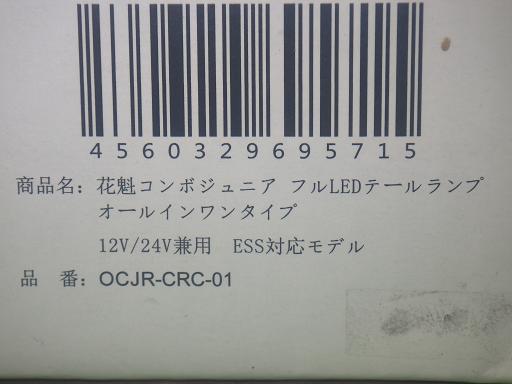 4560329695715
商品名: 花魁コンボジュニア フルLEDテールランプ
オールインワンタイプ
12V/24V兼用 ESS対応モデル
品 番: OCJR-CRC-01